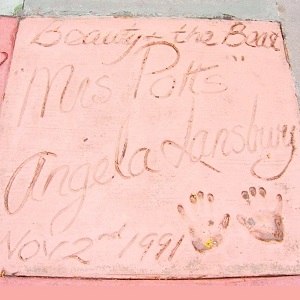 Beauty + the Beast
"Mrs Potts"
Angela Lansbury
Nov 2nd 1991